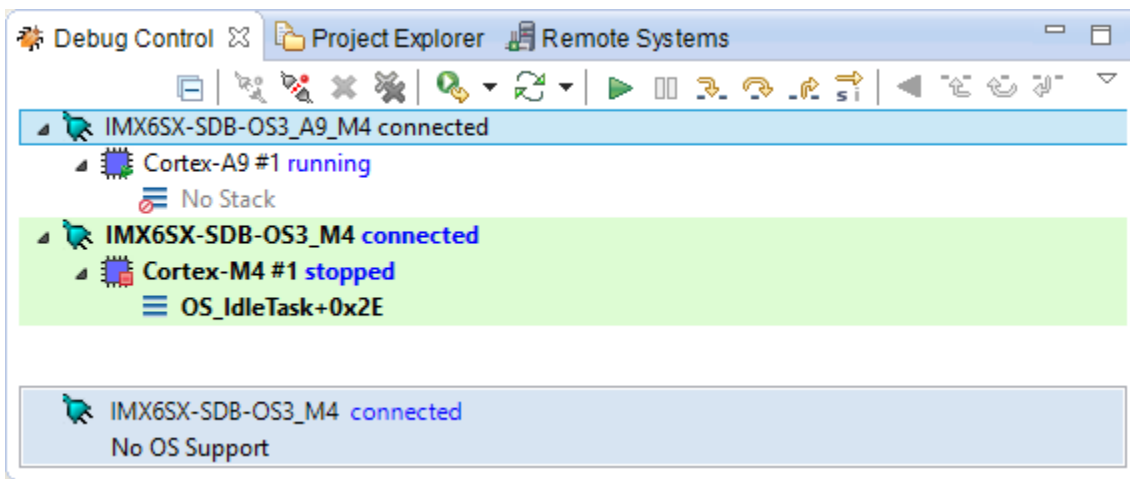 Debug Control Project Explorer Remote Systems
si
IMX6SX-SDB-OS3_A9_M4 connected
Cortex-A9 #1 running
No Stack
IMX6SX-SDB-OS3_M4 connected
Cortex-M4 #1 stopped
OS_IdleTask+0x2E
IMX6SX-SDB-OS3_M4 connected
No OS Support